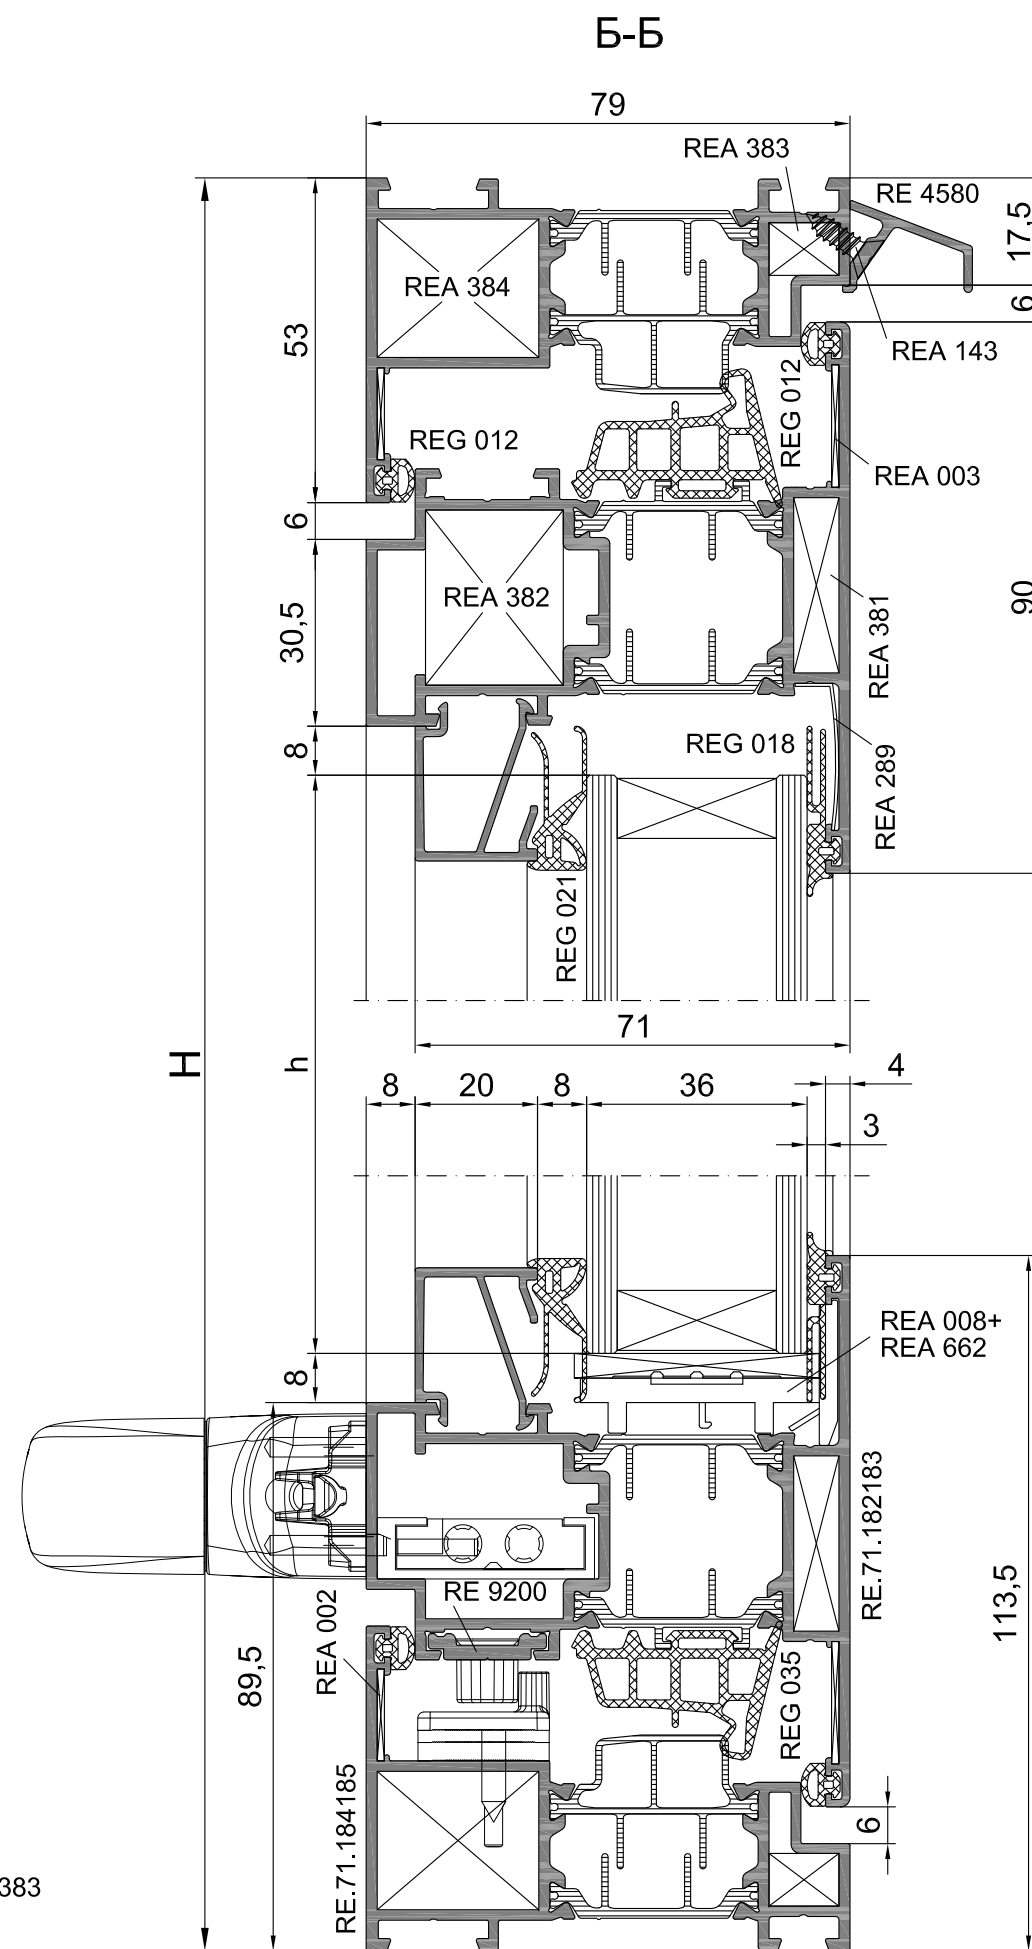 Б-Б
79
REA 383
RE 4580
17,5
REA 384
6
53
REA 143
REG 012
REG 012
REA 003
6
90
REA 382
30,5
REA 381
REG 018
8
REA 289
REG 021
71
H
h
4
8
20
8
36
3
REA 008+
REA 662
8
RE.71.182183
RE 9200
113,5
REA 002
89,5
REG 035
RE.71.184185
6
383